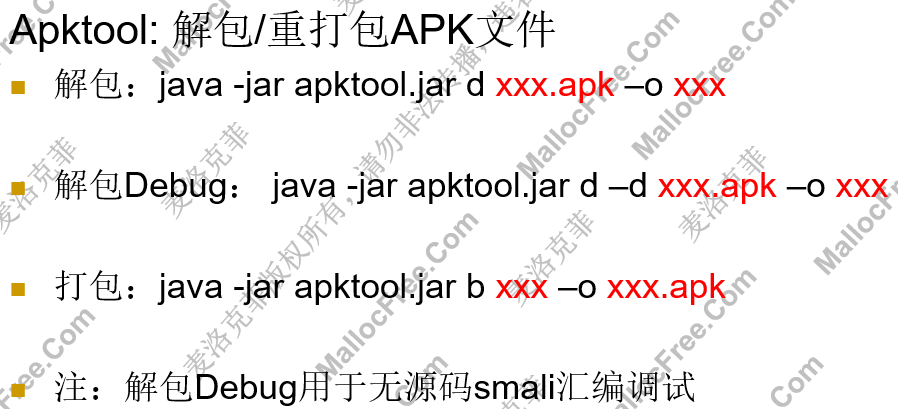 Apktool: 解包/重打包APK文件
解包：java -jar apktool.jar d xxx.apk –o xxx
解包Debug： java -jar apktool.jar d –d xxx.apk –o xxx
打包：java -jar apktool.jar b xxx –o xxx.apk
注：解包Debug用于无源码smali汇编调试
麦洛克菲版权所有，请勿非法传播，
麦洛克菲
麦洛克菲
麦洛克菲
麦洛克菲
MallocFree.Com
MallocFree.Com
MallocFree.Com
MallocFree.Com